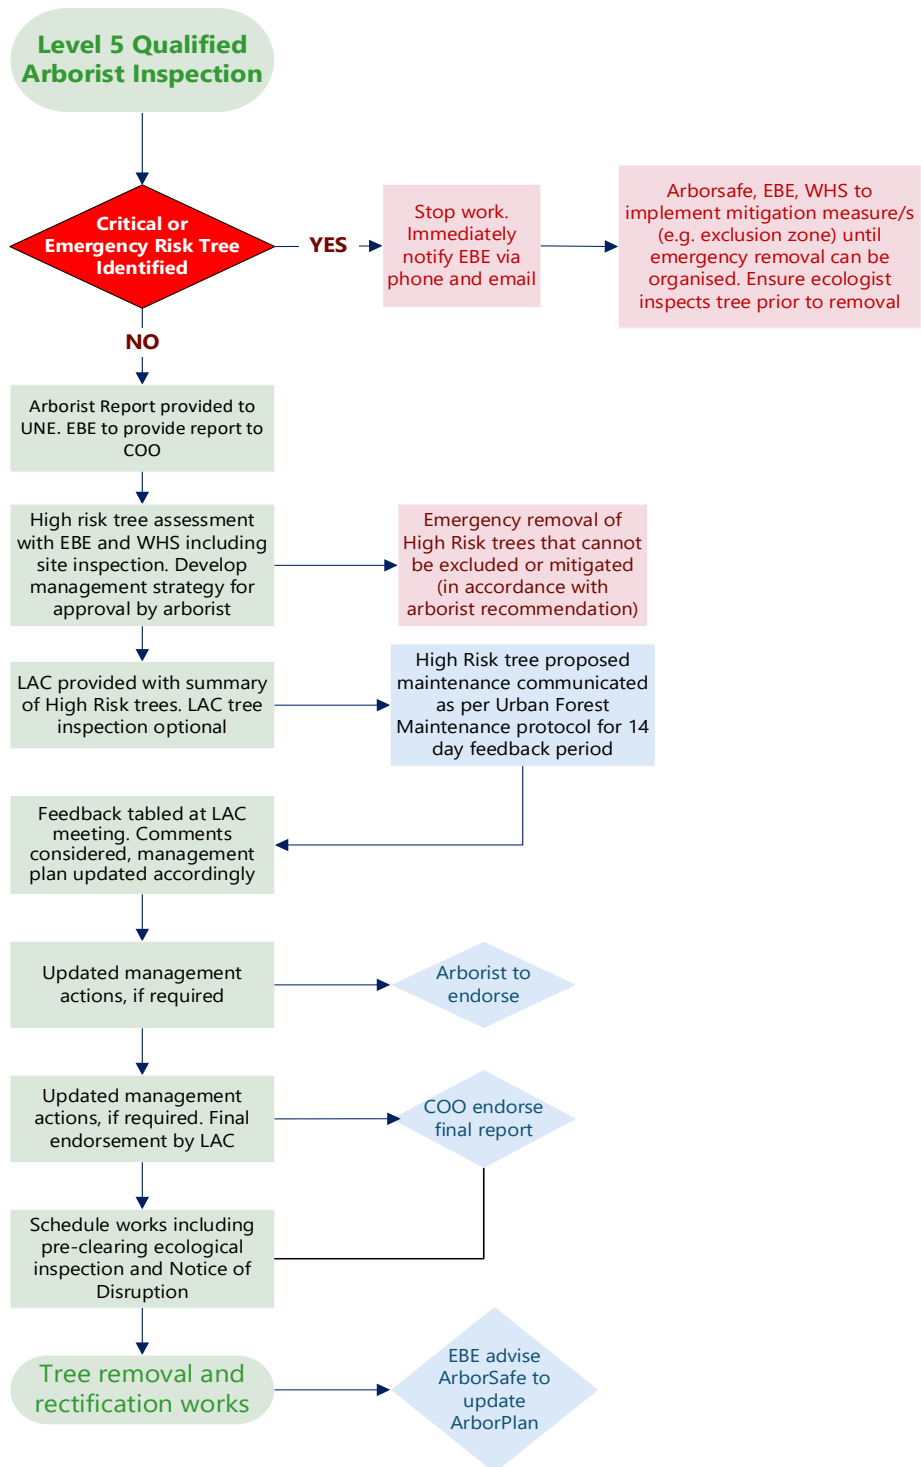 Level 5 Qualified
Arborist Inspection
Critical or
Emergency Risk Tree
Identified
YES
Stop work.
Immediately
notify EBE via
phone and email
Arborsafe, EBE, WHS to
implement mitigation measure/s
(e.g. exclusion zone) until
emergency removal can be
organised. Ensure ecologist
inspects tree prior to removal
NO
Arborist Report provided to
UNE. EBE to provide report to
COO
High risk tree assessment
with EBE and WHS including
site inspection. Develop
management strategy for
approval by arborist
Emergency removal of
High Risk trees that cannot
be excluded or mitigated
(in accordance with
arborist recommendation)
LAC provided with summary
of High Risk trees. LAC tree
inspection optional
High Risk tree proposed
maintenance communicated
as per Urban Forest
Maintenance protocol for 14
day feedback period
Feedback tabled at LAC
meeting. Comments
considered, management
plan updated accordingly
Updated management
actions, if required
Arborist to
endorse
Updated management
actions, if required. Final
endorsement by LAC
COO endorse
final report
Schedule works including
pre-clearing ecological
inspection and Notice of
Disruption
Tree removal and
rectification works
EBE advise
ArborSafe to
update
ArborPlan